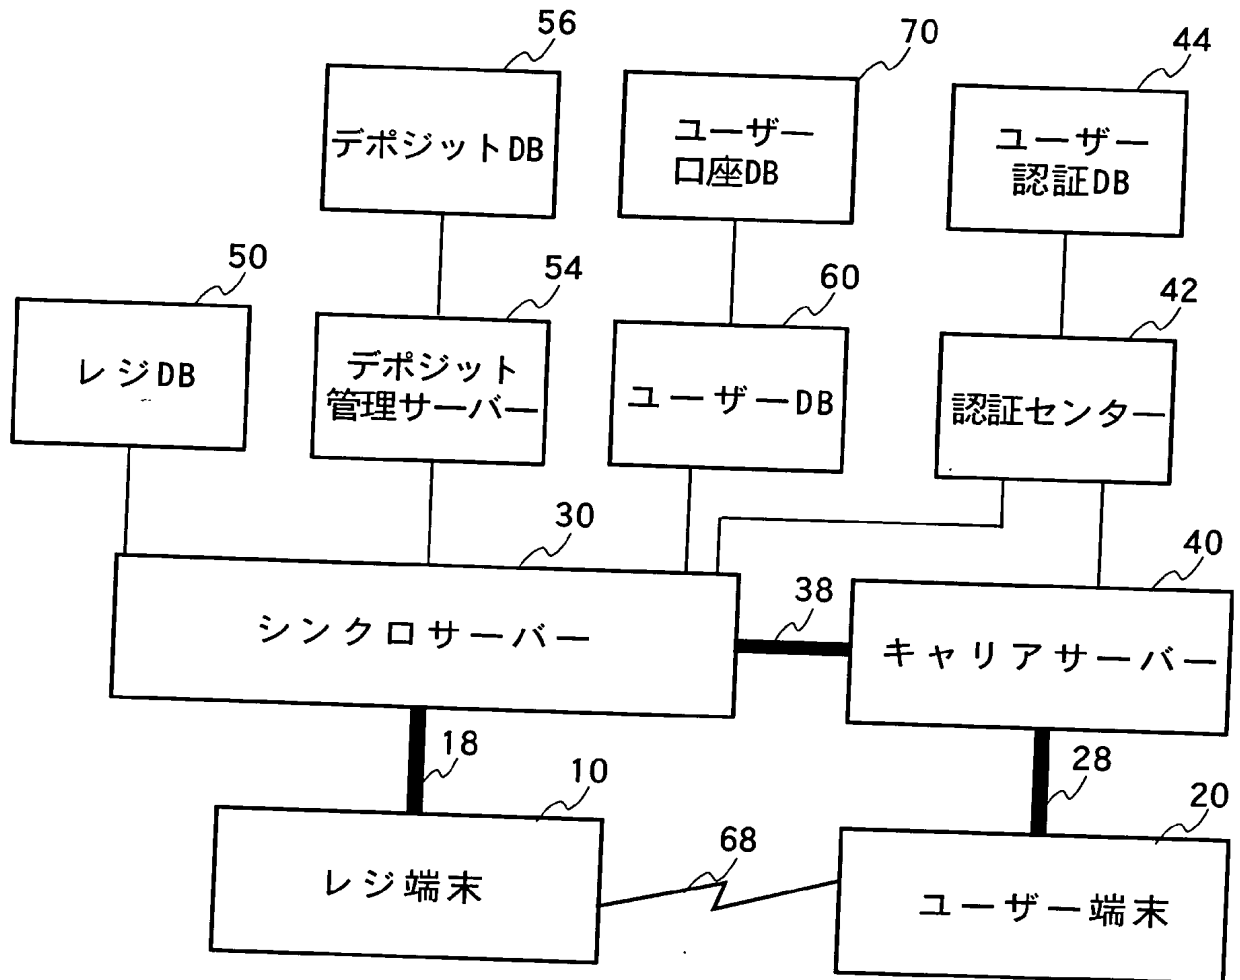 56
70
44
デポジットDB
ユーザー
口座DB
ユーザー
認証DB
50
54
60
42
レジDB
デポジット
管理サーバー
ユーザーDB
認証センター
30
40
シンクロサーバー
38
キャリアサーバー
18
28
10
20
68
レジ端末
ユーザー端末